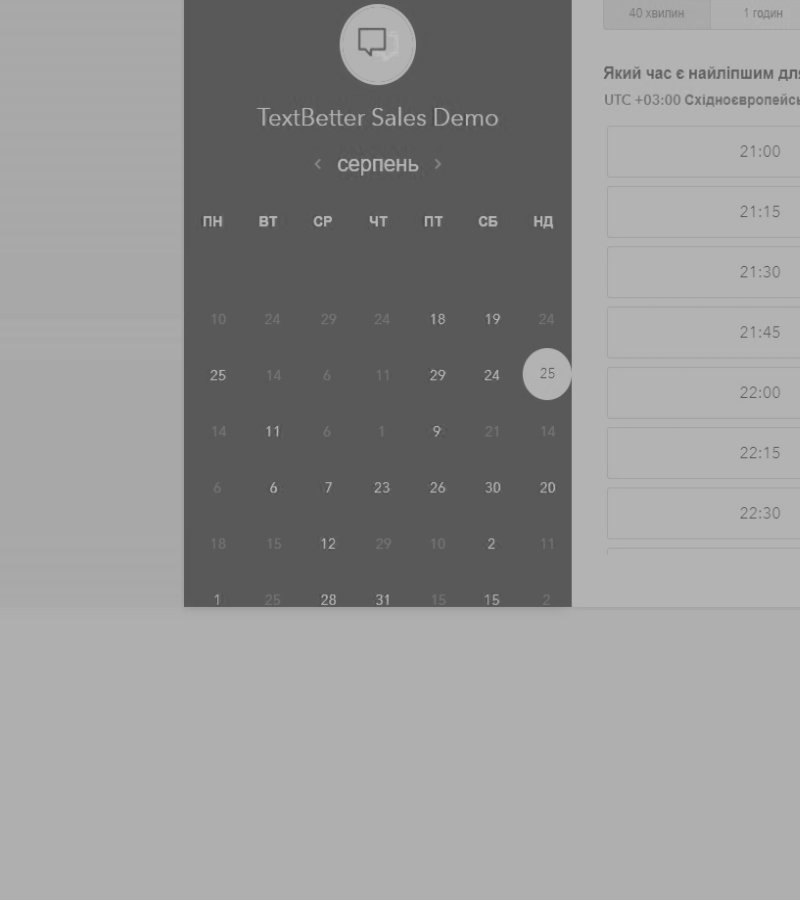 40 хвилин 1 годин
TextBetter Sales Demo
серпень
ПН ВТ СР ЧТ ПТ СБ НД
10 24 29 24 18 19 24
25 14 6 11 29 24 25
14 11 6 1 9 21 14
6 6 7 23 26 30 20
18 15 12 29 10 2 11
1 25 28 31 15 15 2
Який час є найліпшим для
UTC +03:00 Східноєвропейсь
21:00
21:15
21:30
21:45
22:00
22:15
22:30